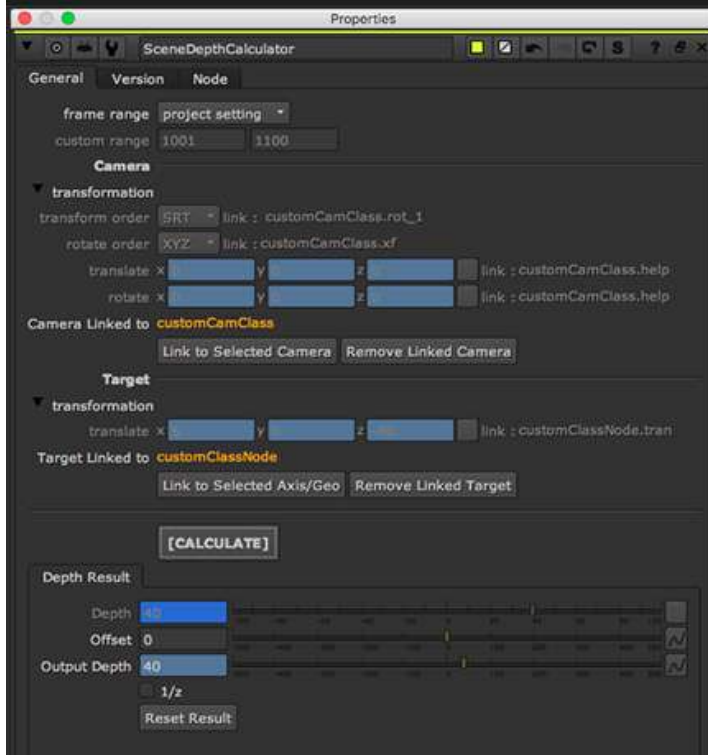 Properties
SceneDepthCalculator S ?
General Version Node
frame range project setting
custom range 1001 1100
Camera
transformation
transform order SRT link : customCamClass.rot_1
rotate order XYZ link : customCamClass.xf
translate x y z link : customCamClass.help
rotate x y z link : customCamClass.help
Camera Linked to customCamClass
Link to Selected Camera Remove Linked Camera
Target
transformation
translate x y z link : customClassNode.tran
Target Linked to customClassNode
Link to Selected Axis/Geo Remove Linked Target
[CALCULATE]
Depth Result
Depth 40
Offset 0
Output Depth 40
1/z
Reset Result